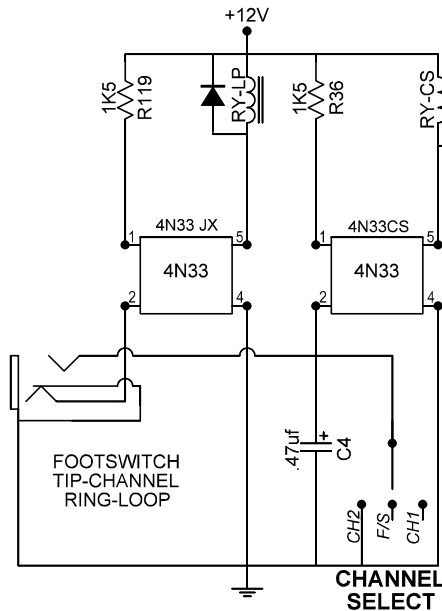 +12V
1K5
R119
RY-LP
1K5
R36
RY-CS
4N33 JX
4N33CS
1
5
1
5
4N33
4N33
2
4
2
4
FOOTSWITCH
TIP-CHANNEL
RING-LOOP
.47uf
+
C4
CH2
F/S
CH1
CHANNEL
SELECT